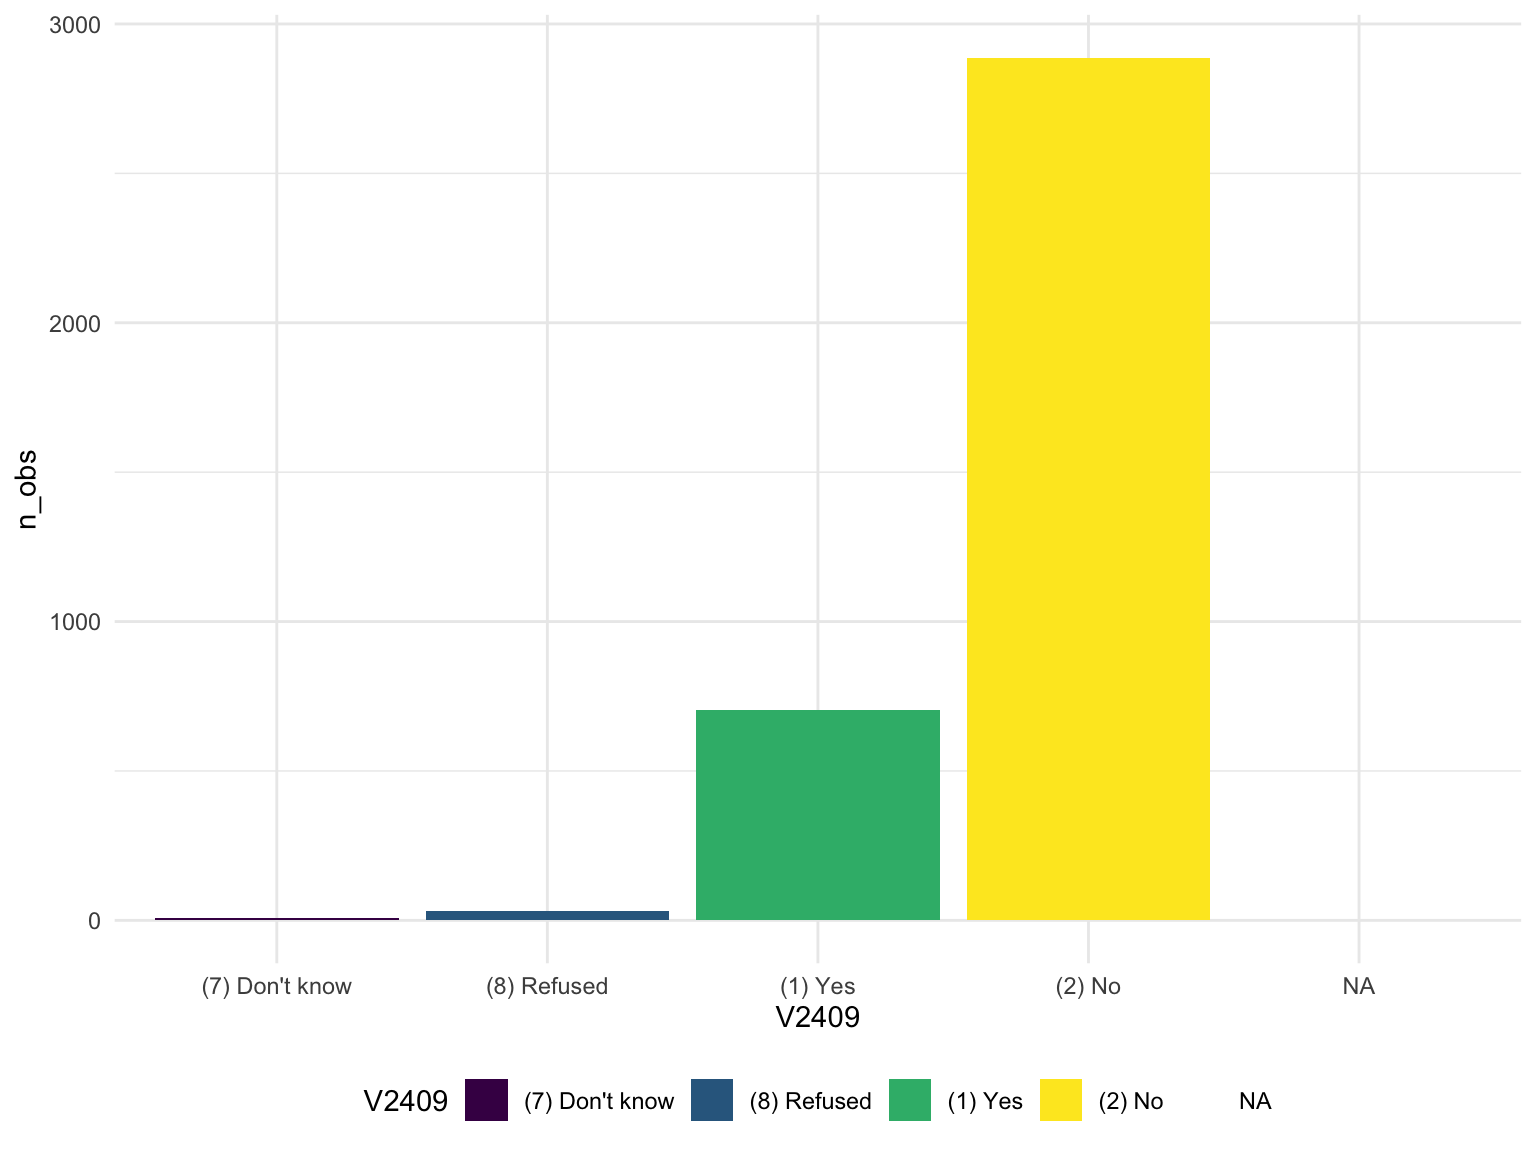 3000
2000
1000
0
n_obs
(7) Don't know (8) Refused (1) Yes (2) No NA
V2409
V2409 (7) Don't know (8) Refused (1) Yes (2) No NA